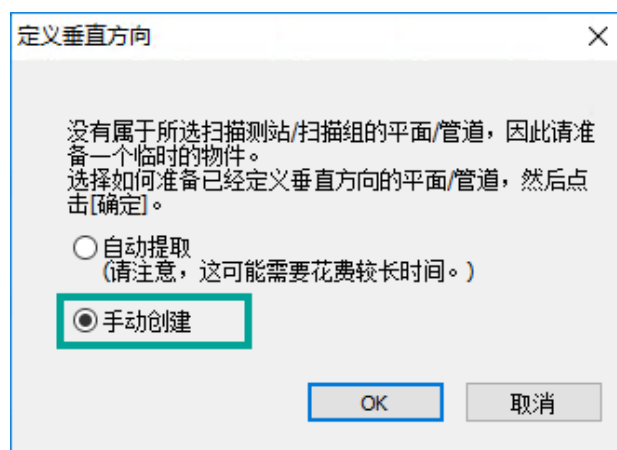 定义垂直方向
没有属于所选扫描测站/扫描组的平面/管道，因此请准
备一个临时的物件。
选择如何准备已经定义垂直方向的平面/管道，然后点
击[确定]。
自动提取
(请注意，这可能需要花费较长时间。)
手动创建
OK
取消